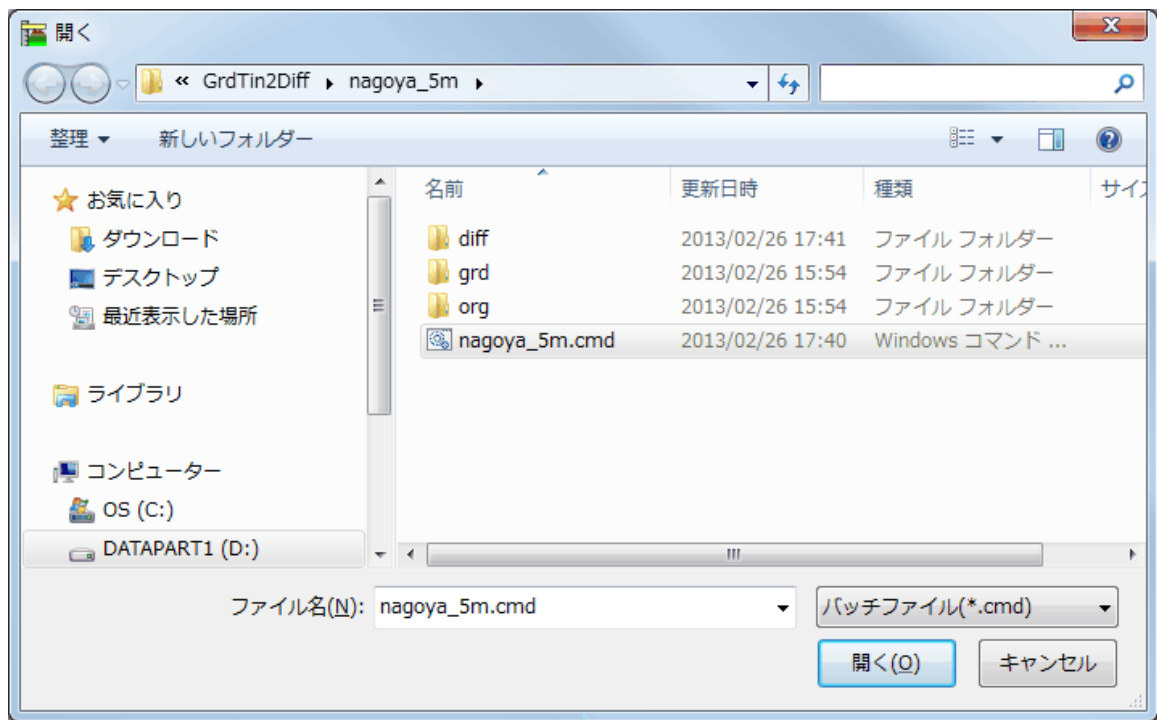 開く
« GrdTin2Diff ▸ nagoya_5m ▸
整理 ▼ 新しいフォルダー
お気に入り
ダウンロード
デスクトップ
最近表示した場所
ライブラリ
コンピューター
OS (C:)
DATAPART1 (D:)
名前 更新日時 種類 サイズ
diff 2013/02/26 17:41 ファイル フォルダー
grd 2013/02/26 15:54 ファイル フォルダー
org 2013/02/26 15:54 ファイル フォルダー
nagoya_5m.cmd 2013/02/26 17:40 Windows コマンド ...
ファイル名(N): nagoya_5m.cmd バッチファイル(*.cmd)
開く(O) キャンセル